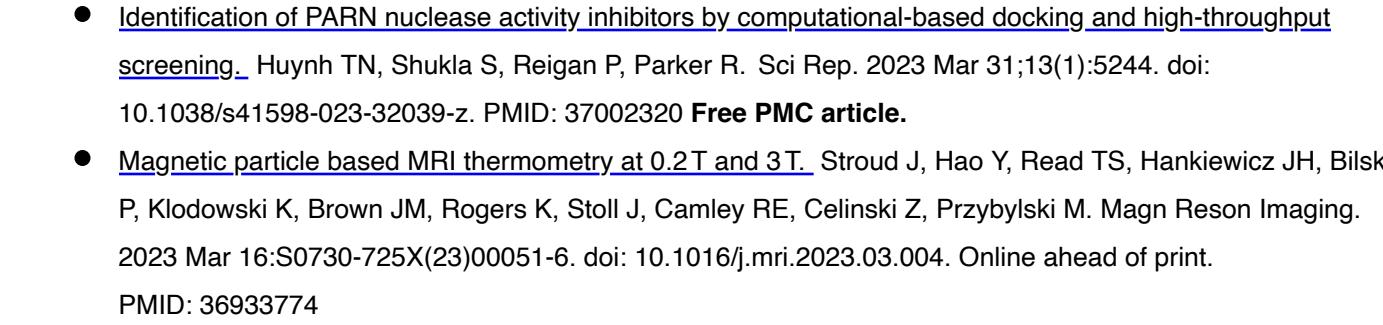 ● Identification of PARN nuclease activity inhibitors by computational-based docking and high-throughput
screening. Huynh TN, Shukla S, Reigan P, Parker R. Sci Rep. 2023 Mar 31;13(1):5244. doi:
10.1038/s41598-023-32039-z. PMID: 37002320 Free PMC article.
● Magnetic particle based MRI thermometry at 0.2 T and 3 T. Stroud J, Hao Y, Read TS, Hankiewicz JH, Bilsk
P, Klodowski K, Brown JM, Rogers K, Stoll J, Camley RE, Celinski Z, Przybylski M. Magn Reson Imaging.
2023 Mar 16:S0730-725X(23)00051-6. doi: 10.1016/j.mri.2023.03.004. Online ahead of print.
PMID: 36933774